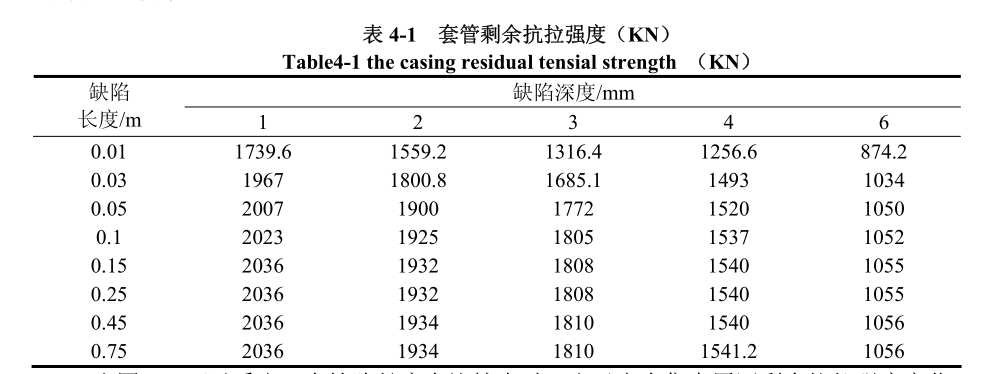 表 4-1 套管剩余抗拉强度（KN）
Table4-1 the casing residual tensial strength （KN）
缺陷 缺陷深度/mm
长度/m 1 2 3 4 6
0.01 1739.6 1559.2 1316.4 1256.6 874.2
0.03 1967 1800.8 1685.1 1493 1034
0.05 2007 1900 1772 1520 1050
0.1 2023 1925 1805 1537 1052
0.15 2036 1932 1808 1540 1055
0.25 2036 1932 1808 1540 1055
0.45 2036 1934 1810 1540 1056
0.75 2036 1934 1810 1541.2 1056